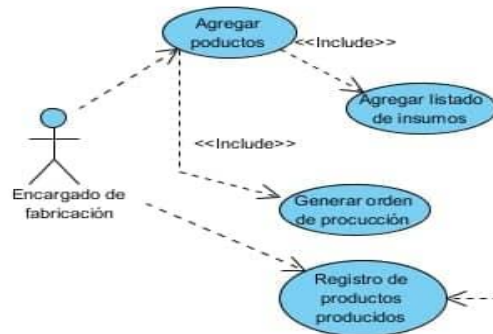 Agregar
poductos
<<Include>>
Agregar listado
de insumos
<<Include>>
Encargado de
fabricación
Generar orden
de procucción
Registro de
productos
producidos